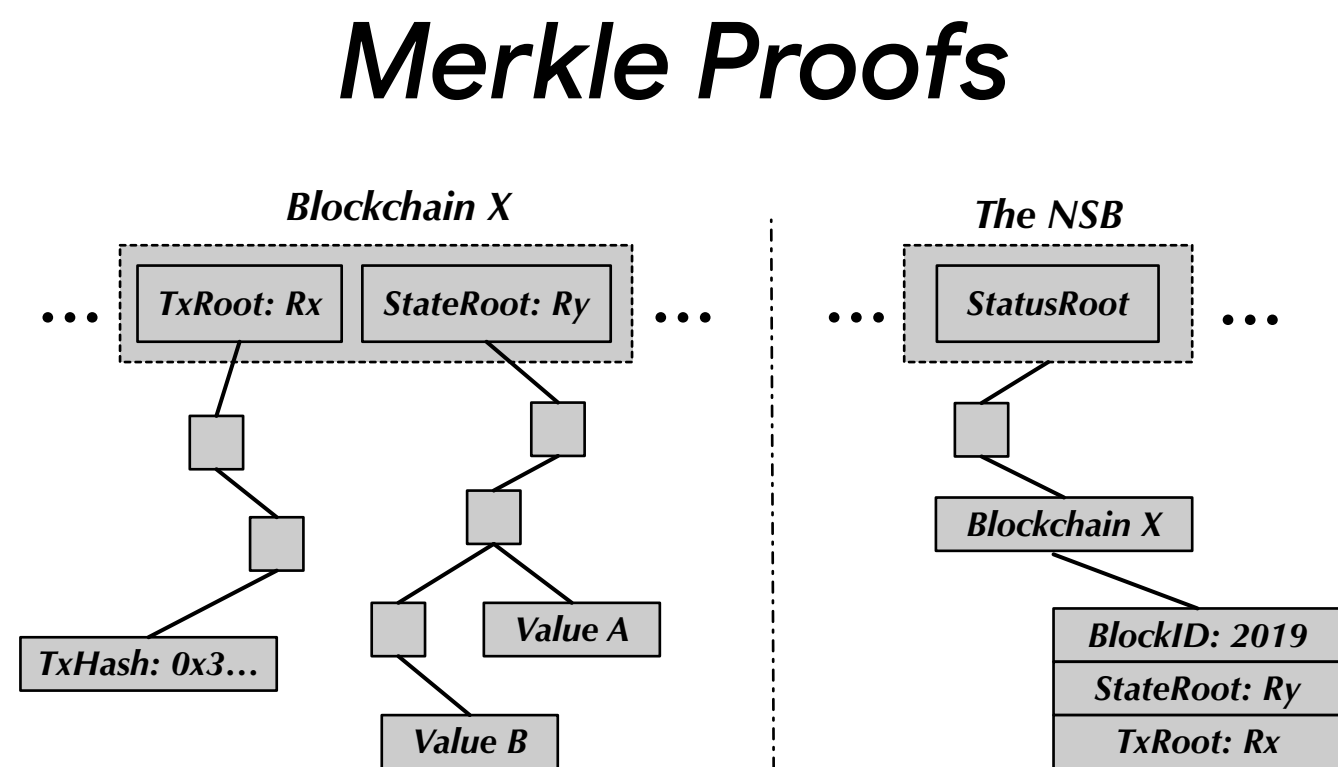 Merkle Proofs
Blockchain X
TxRoot: Rx
StateRoot: Ry
...
...
TxHash: 0x3...
Value A
Value B
The NSB
StatusRoot
...
...
Blockchain X
BlockID: 2019
StateRoot: Ry
TxRoot: Rx